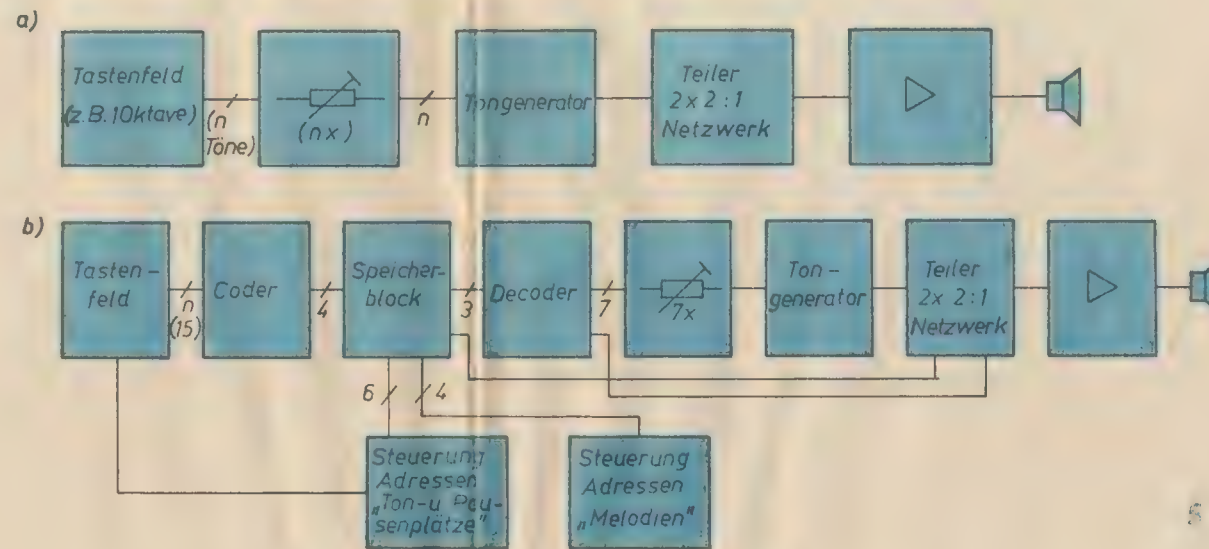 a)
Tastenfeld
(z.B. 1Oktave)
(n
Töne)
(nx)
n
Tongenerator
Teiler
2x 2:1
Netzwerk
b)
Tasten-
feld
n
(15)
Coder
4
Speicher-
block
3
Decoder
7
7x
Ton-
generator
Teiler
2x 2:1
Netzwerk
6
4
Steuerung
Adressen
"Ton-u. Pau-
senplätze"
Steuerung
Adressen
„Melodien"
5